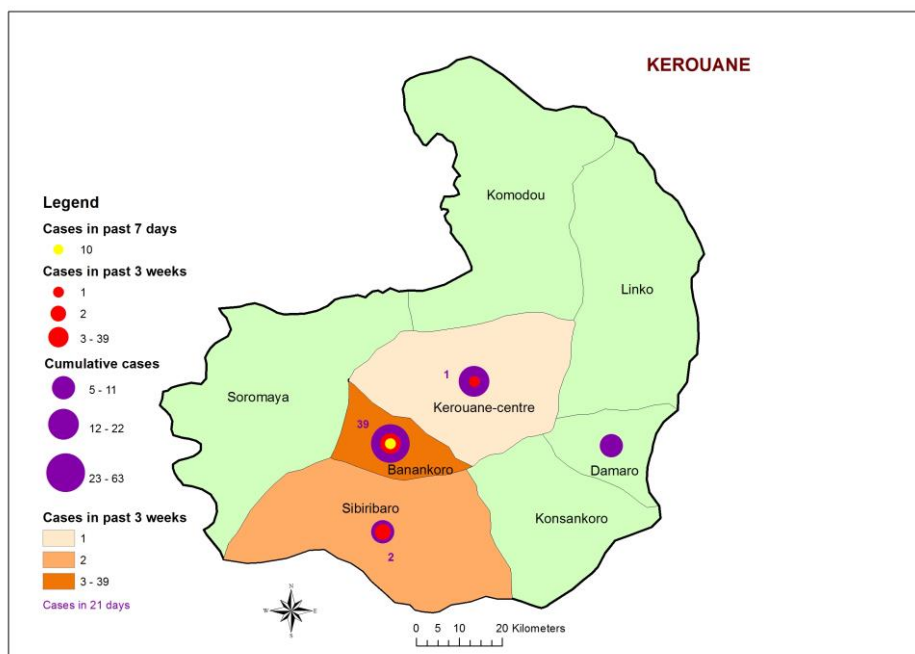 KEROUANE
Legend
Cases in past 7 days
10
Cases in past 3 weeks
1
2
3 - 39
Cumulative cases
5 - 11
12 - 22
23 - 63
Cases in past 3 weeks
1
2
3 - 39
Cases in 21 days
Komodou
Linko
1
Kerouane-centre
Soromaya
39
Banankoro
Damaro
Sibiribaro
2
Konsankoro
N
W E
S
0 5 10 20 Kilometers